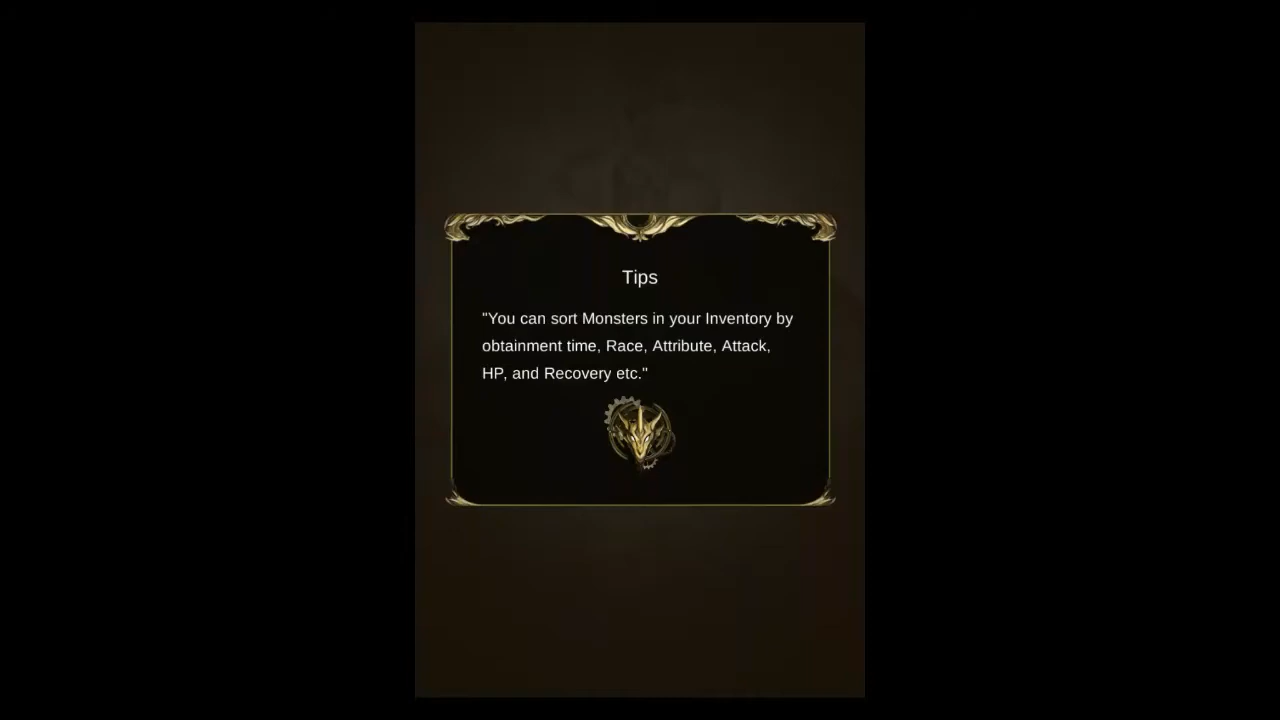 Tips
"You can sort Monsters in your Inventory by
obtainment time, Race, Attribute, Attack,
HP, and Recovery etc."